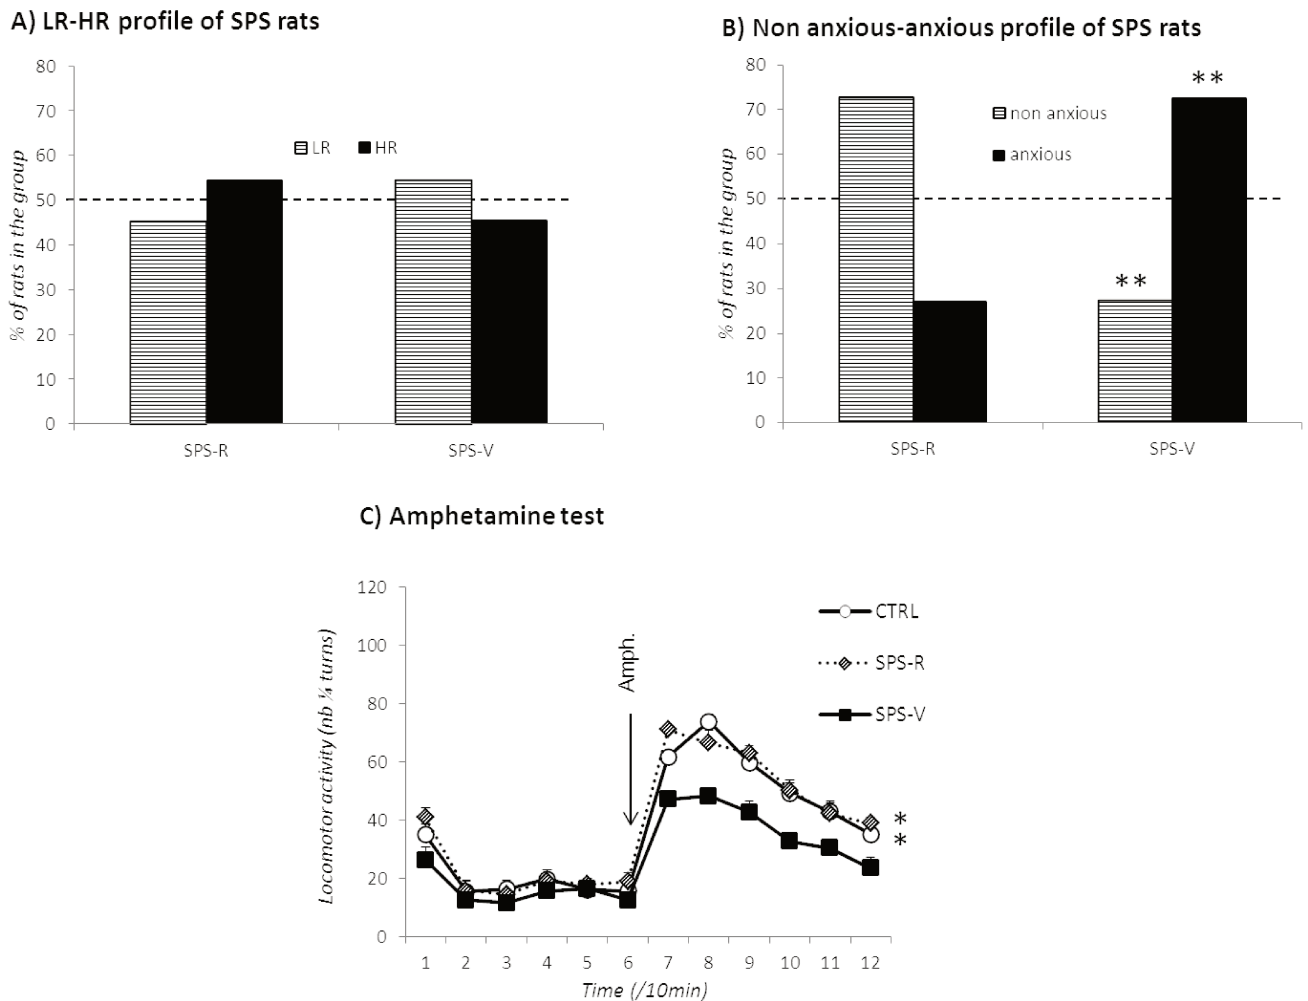 A) LR-HR profile of SPS rats
% of rats in the group
80
70
60
50
40
30
20
10
0
LR HR
SPS-R SPS-V
B) Non anxious-anxious profile of SPS rats
% of rats in the group
80
70
60
50
40
30
20
10
0
non anxious
anxious
**
**
SPS-R SPS-V
C) Amphetamine test
Locomotor activity (nb ¼ turns)
120
100
80
60
40
20
0
Amph.
CTRL
SPS-R
SPS-V
*
*
1 2 3 4 5 6 7 8 9 10 11 12
Time (/10min)